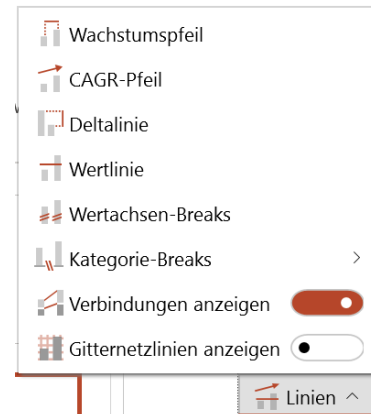 Wachstumspfeil
CAGR-Pfeil
Deltalinie
Wertlinie
Wertachsen-Breaks
Kategorie-Breaks
Verbindungen anzeigen
Gitternetzlinien anzeigen
Linien